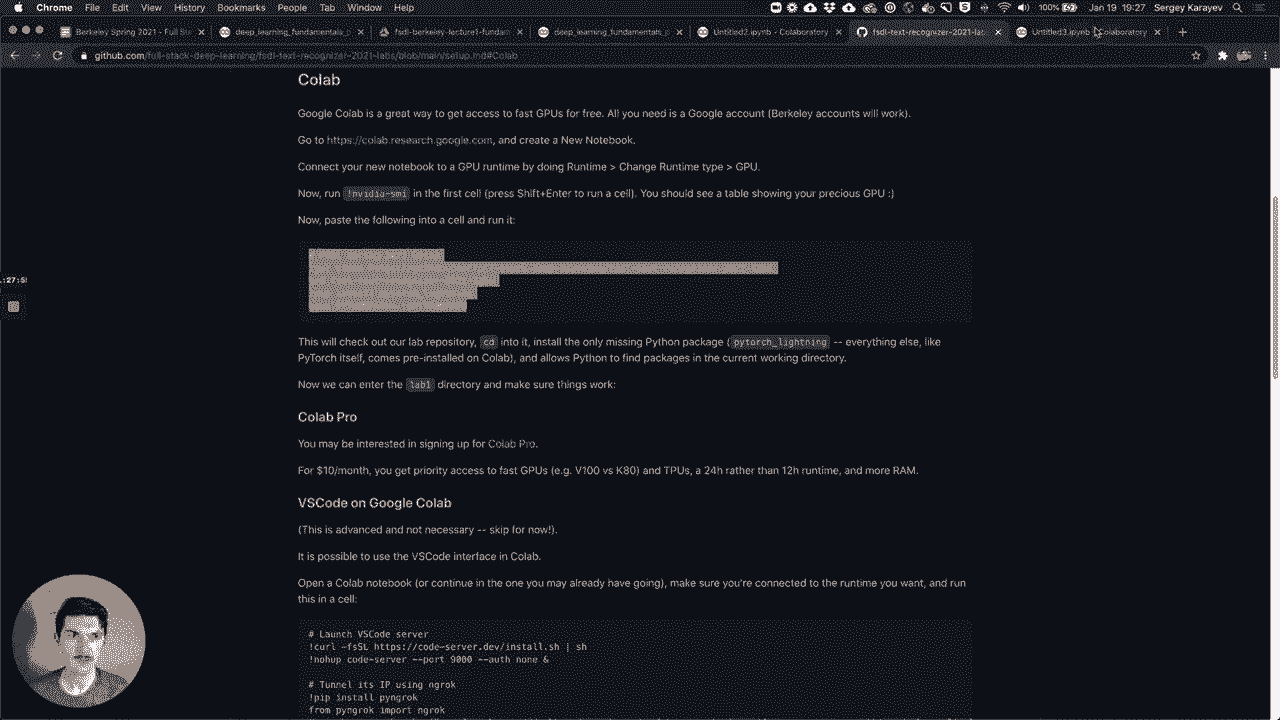 Chrome File Edit View History Bookmarks People Tab Window Help 100% Jan 19 19:27 Sergey Karayev
Berkeley Spring 2021 - Full St deep_learning_fundamentals_p fsdl-berkeley-lecture1-fundam deep_learning_fundamentals_p Untitled2.ipynb - Colaboratory fsdl-text-recognizer-2021-lab Untitled3.ipynb Colaboratory
github.com/full-stack-deep-learning/fsdl-text-recognizer-2021-labs/blob/main/setup.md#Colab
Colab
Google Colab is a great way to get access to fast GPUs for free. All you need is a Google account (Berkeley accounts will work).
Go to https://colab.research.google.com, and create a New Notebook.
Connect your new notebook to a GPU runtime by doing Runtime > Change Runtime type > GPU.
Now, run !nvidia-smi in the first cell (press Shift+Enter to run a cell). You should see a table showing your precious GPU :)
Now, paste the following into a cell and run it:
:27:5
This will check out our lab repository, cd into it, install the only missing Python package (pytorch_lightning -- everything else, like
PyTorch itself, comes pre-installed on Colab), and allows Python to find packages in the current working directory.
Now we can enter the lab1 directory and make sure things work:
Colab Pro
You may be interested in signing up for Colab Pro.
For $10/month, you get priority access to fast GPUs (e.g. V100 vs K80) and TPUs, a 24h rather than 12h runtime, and more RAM.
VSCode on Google Colab
(This is advanced and not necessary -- skip for now!).
It is possible to use the VSCode interface in Colab.
Open a Colab notebook (or continue in the one you may already have going), make sure you're connected to the runtime you want, and run
this in a cell:
# Launch VSCode server
!curl -fsSL https://code-server.dev/install.sh | sh
!nohup code-server --port 9000 --auth none &
# Tunnel its IP using ngrok
!pip install pyngrok
from pyngrok import ngrok